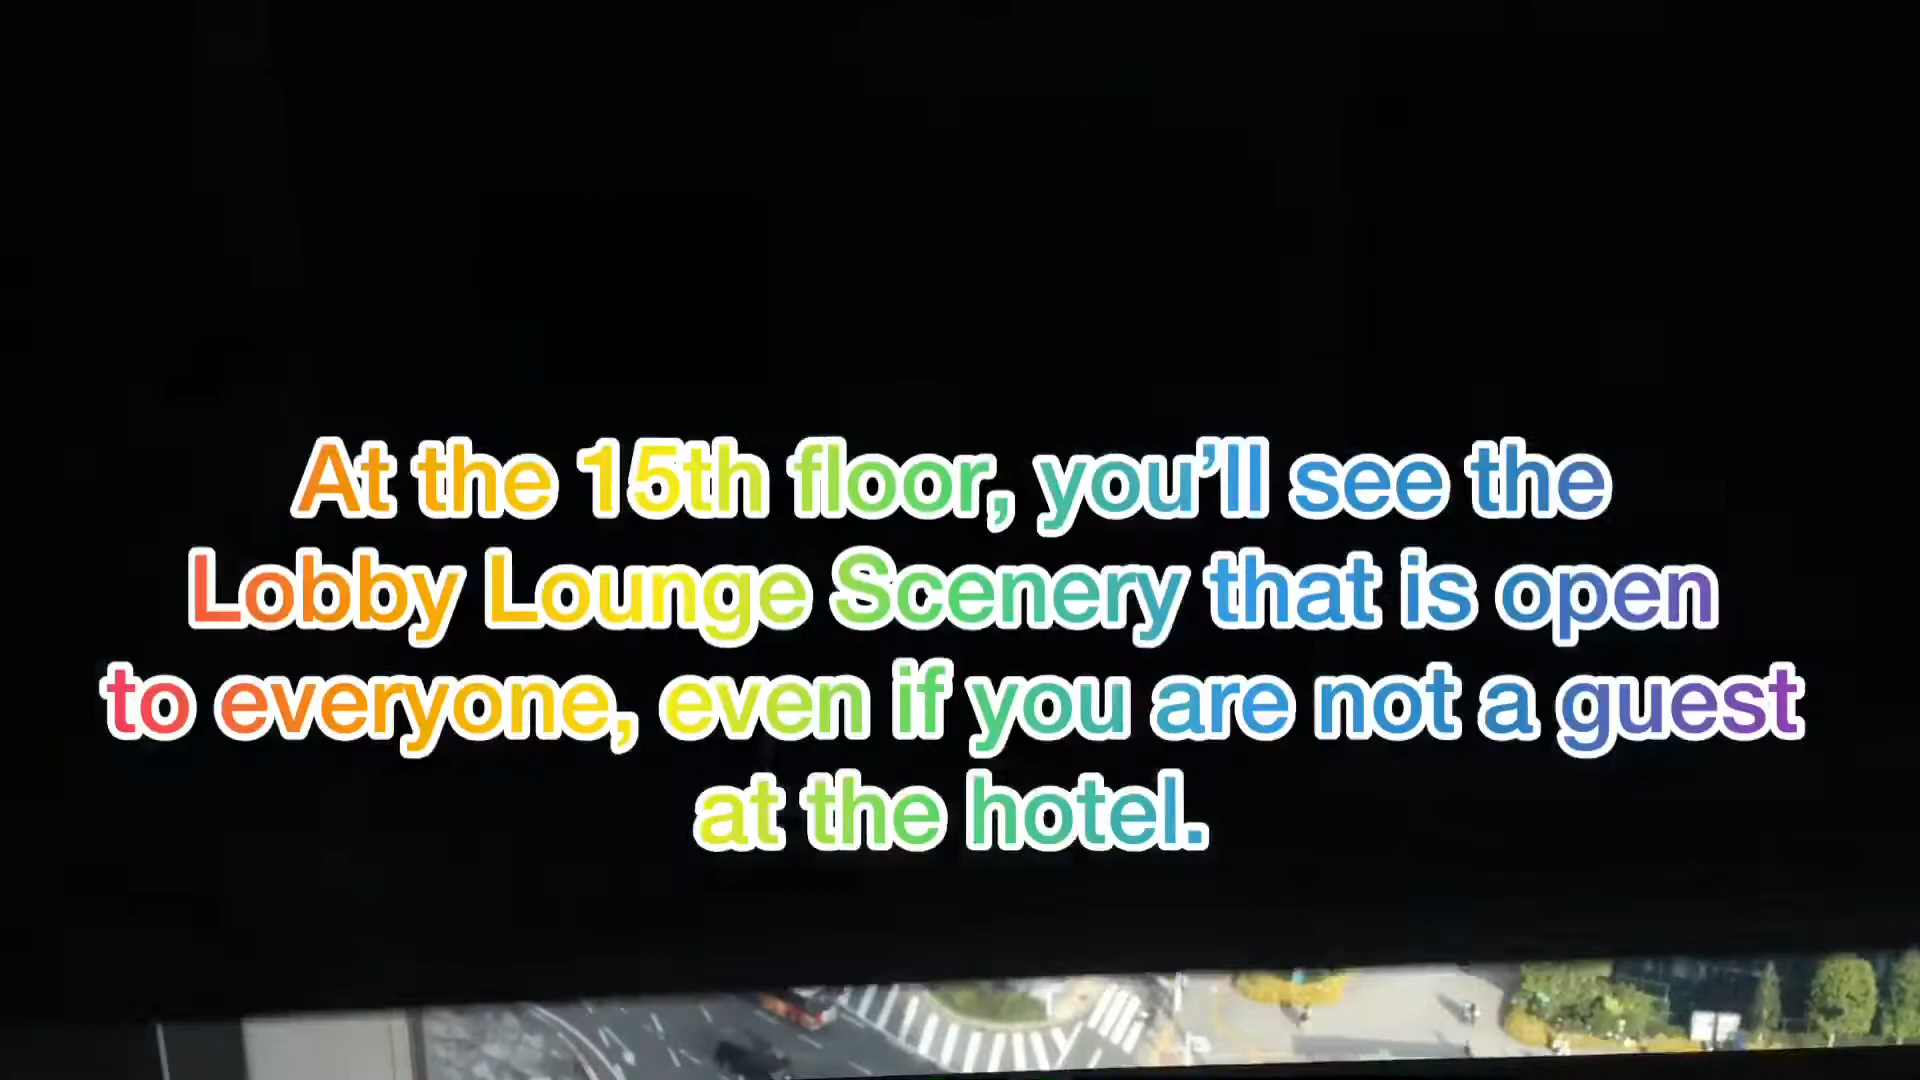 At the 15th floor, you’ll see the
Lobby Lounge Scenery that is open
to everyone, even if you are not a guest
at the hotel.